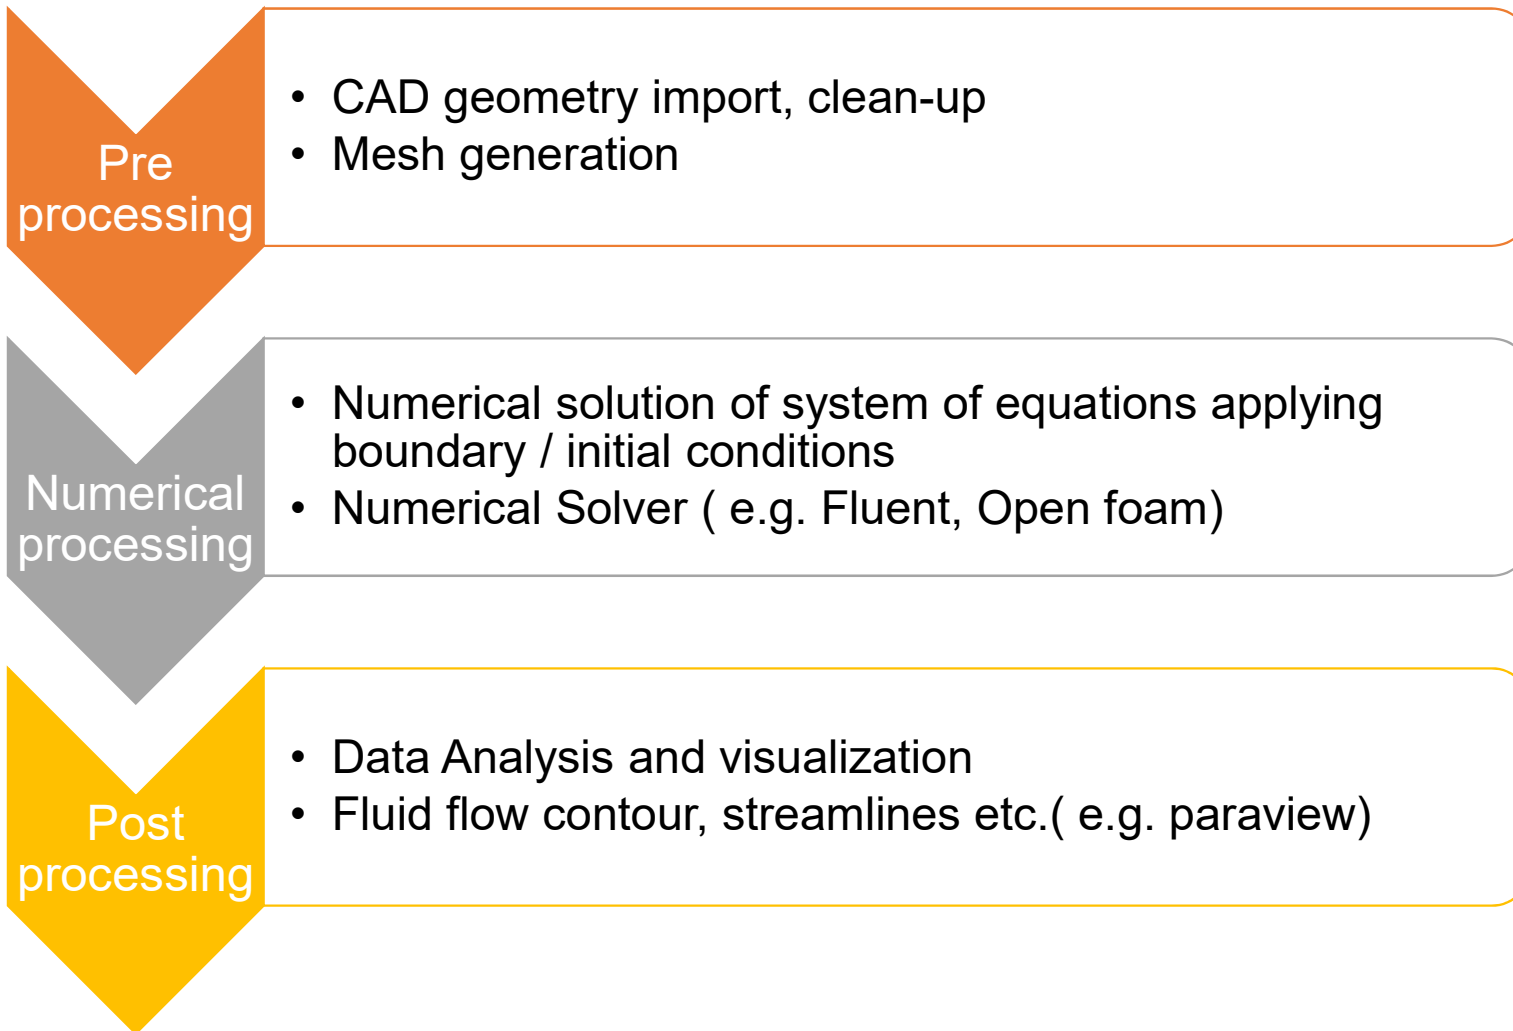 Pre
processing
• CAD geometry import, clean-up
• Mesh generation
Numerical
processing
• Numerical solution of system of equations applying
boundary / initial conditions
• Numerical Solver ( e.g. Fluent, Open foam)
Post
processing
• Data Analysis and visualization
• Fluid flow contour, streamlines etc.( e.g. paraview)